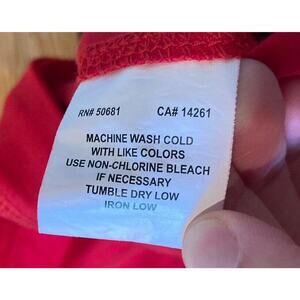 RN# 50681 CA# 14261
MACHINE WASH COLD
WITH LIKE COLORS
USE NON-CHLORINE BLEACH
IF NECESSARY
TUMBLE DRY LOW
IRON LOW